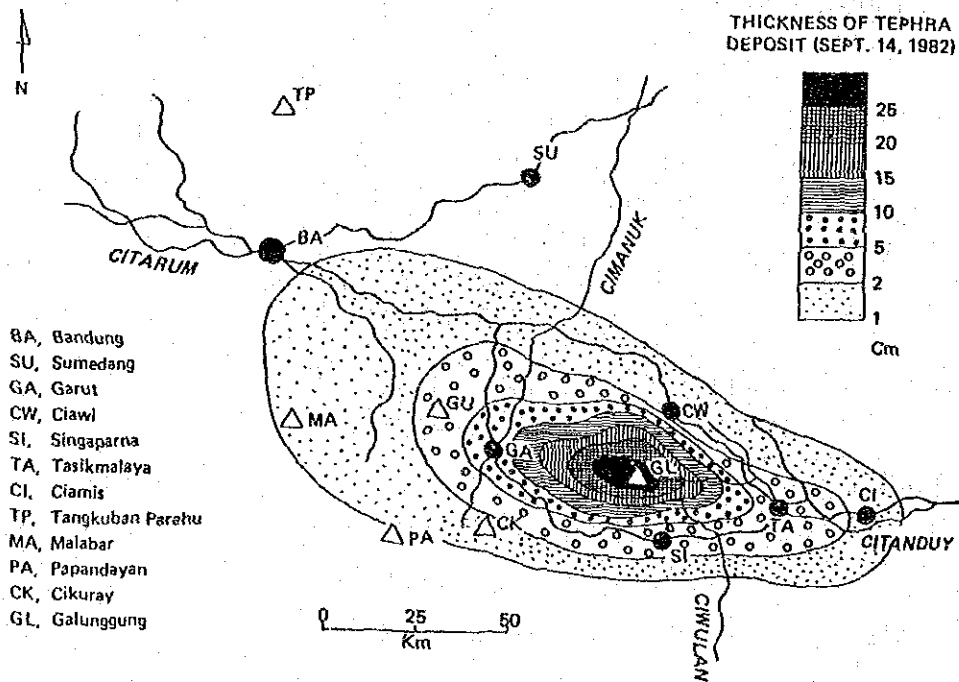 THICKNESS OF TEPHRA
DEPOSIT (SEPT. 14, 1982)
N
TP
SU
25
20
15
10
5
2
1
Cm
BA
CITARUM
CIMANUK
BA, Bandung
SU, Sumedang
GA, Garut
CW, Ciawi
SI, Singaparna
TA, Tasikmalaya
CI, Ciamis
TP, Tangkuban Parahu
MA, Malabar
PA, Papandayan
CK, Cikuray
GL, Galunggung
MA
GU
CW
GA
GL
CI
CK
TA
PA
SI
CITANDUY
CIWULAN
0 25 50
Km